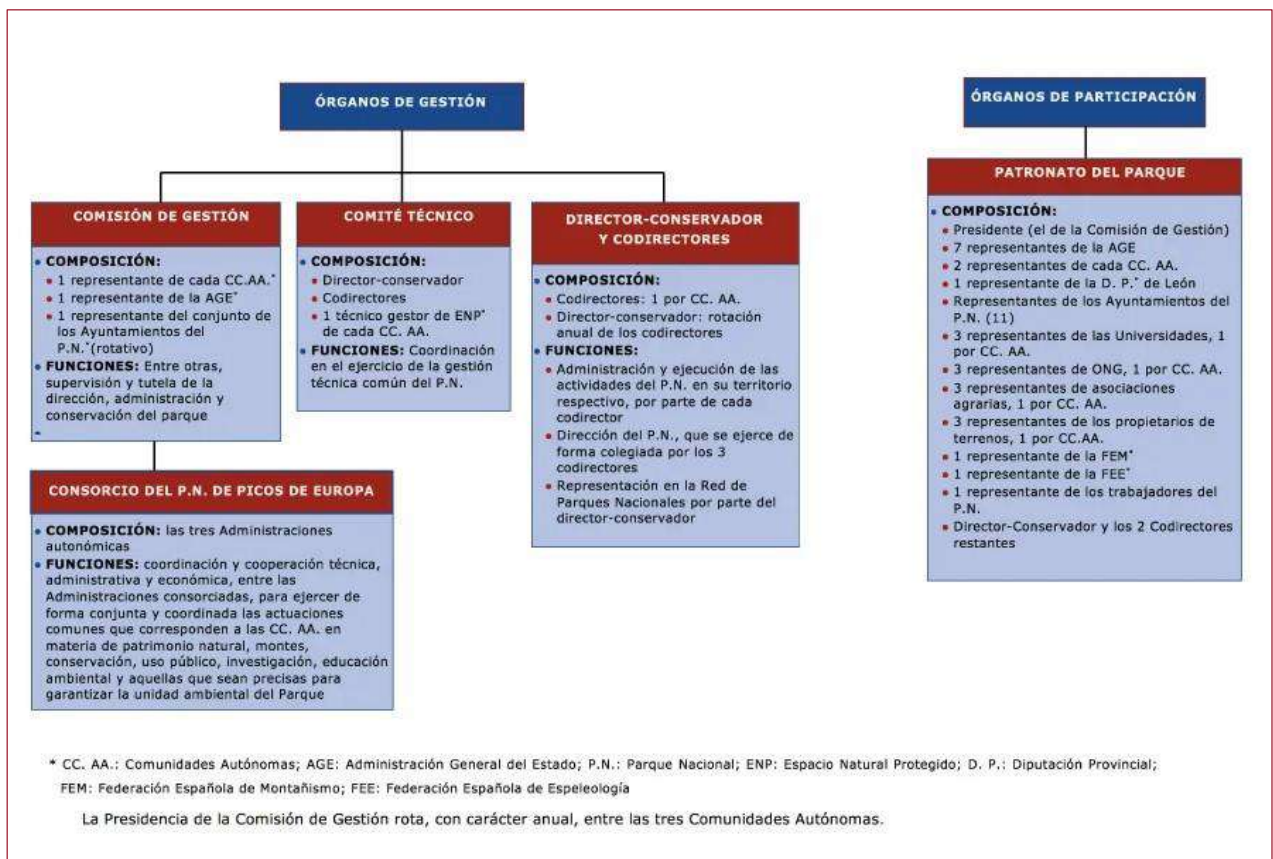 ÓRGANOS DE GESTIÓN
COMISIÓN DE GESTIÓN
• COMPOSICIÓN:
• 1 representante de cada CC.AA.*
• 1 representante de la AGE*
• 1 representante del conjunto de
los Ayuntamientos del
P.N.*(rotativo)
• FUNCIONES: Entre otras,
supervisión y tutela de la
dirección, administración y
conservación del parque
CONSORCIO DEL P.N. DE PICOS DE EUROPA
• COMPOSICIÓN: las tres Administraciones
autonómicas
• FUNCIONES: coordinación y cooperación técnica,
administrativa y económica, entre las
Administraciones consorciadas, para ejercer de
forma conjunta y coordinada las actuaciones
comunes que corresponden a las CC. AA. en
materia de patrimonio natural, montes,
conservación, uso público, investigación, educación
ambiental y aquellas que sean precisas para
garantizar la unidad ambiental del Parque
COMITÉ TÉCNICO
• COMPOSICIÓN:
• Director-conservador
• Codirectores
• 1 técnico gestor de ENP*
de cada CC. AA.
• FUNCIONES: Coordinación
en el ejercicio de la gestión
técnica común del P.N.
DIRECTOR-CONSERVADOR
Y CODIRECTORES
• COMPOSICIÓN:
• Codirectores: 1 por CC. AA.
• Director-conservador: rotación
anual de los codirectores
• FUNCIONES:
• Administración y ejecución de las
actividades del P.N. en su territorio
respectivo, por parte de cada
codirector
• Dirección del P.N., que se ejerce de
forma colegiada por los 3
codirectores
• Representación en la Red de
Parques Nacionales por parte del
director-conservador
ÓRGANOS DE PARTICIPACIÓN
PATRONATO DEL PARQUE
• COMPOSICIÓN:
• Presidente (el de la Comisión de Gestión)
• 7 representantes de la AGE
• 2 representantes de cada CC. AA.
• 1 representante de la D. P.* de León
• Representantes de los Ayuntamientos del
P.N. (11)
• 3 representantes de las Universidades, 1
por CC. AA.
• 3 representantes de ONG, 1 por CC. AA.
• 3 representantes de asociaciones
agrarias, 1 por CC. AA.
• 3 representantes de los propietarios de
terrenos, 1 por CC.AA.
• 1 representante de la FEM*
• 1 representante de la FEE*
• 1 representante de los trabajadores del
P.N.
• Director-Conservador y los 2 Codirectores
restantes
* CC. AA.: Comunidades Autónomas; AGE: Administración General del Estado; P.N.: Parque Nacional; ENP: Espacio Natural Protegido; D. P.: Diputación Provincial;
FEM: Federación Española de Montañismo; FEE: Federación Española de Espeleología
La Presidencia de la Comisión de Gestión rota, con carácter anual, entre las tres Comunidades Autónomas.